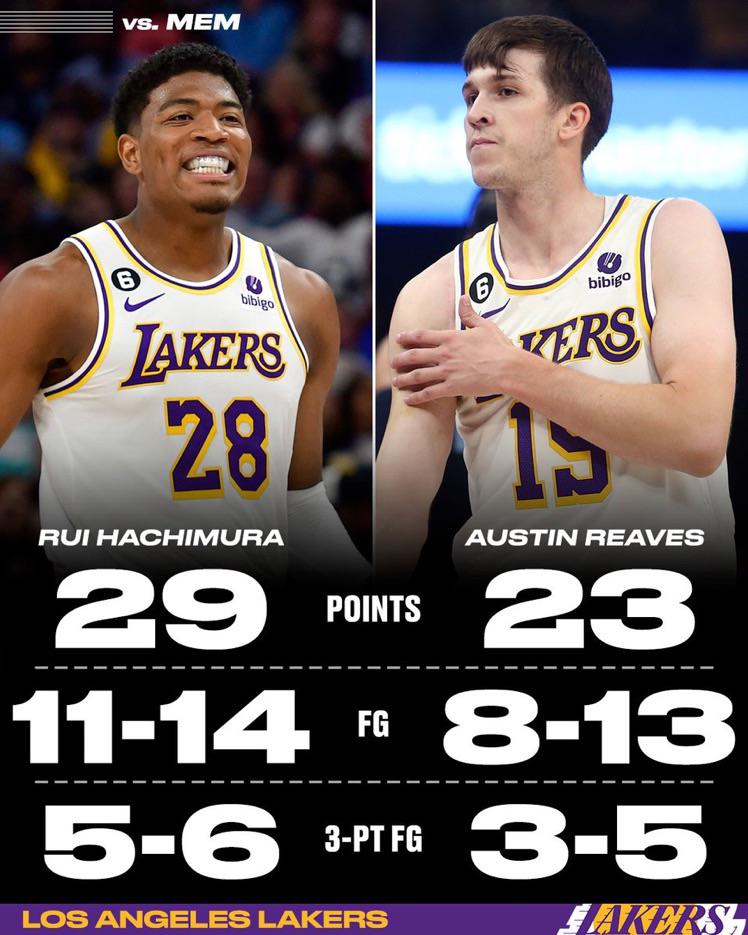 vs. MEM
6
bibigo
LAKERS
28
6
bibigo
LAKERS
15
RUI HACHIMURA
AUSTIN REAVES
29 POINTS 23
11-14 FG 8-13
5-6 3-PT FG 3-5
LOS ANGELES LAKERS
LAKERS